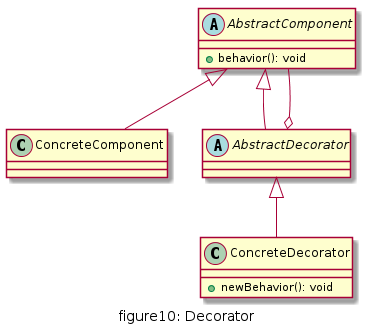 A AbstractComponent
behavior(): void
C ConcreteComponent
A AbstractDecorator
C ConcreteDecorator
newBehavior(): void
figure10: Decorator